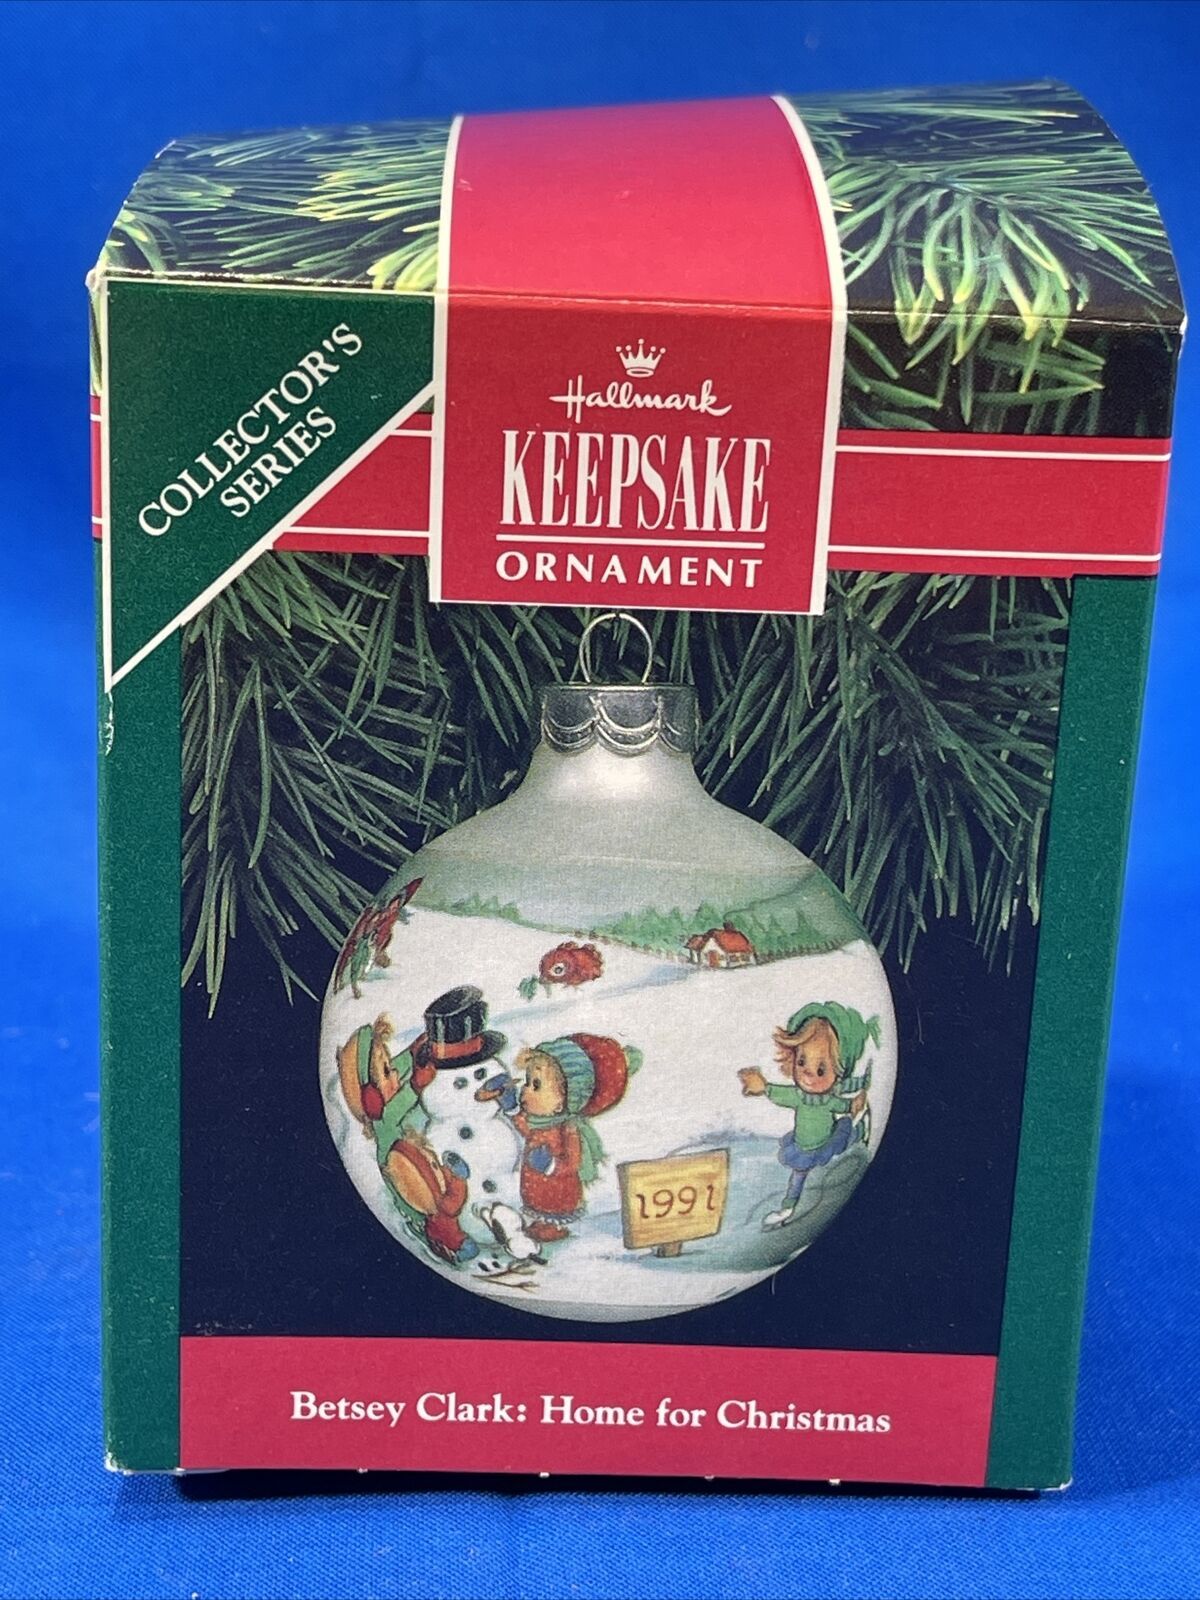 COLLECTOR'S
SERIES
Hallmark
KEEPSAKE
ORNAMENT
1991
Betsey Clark: Home for Christmas